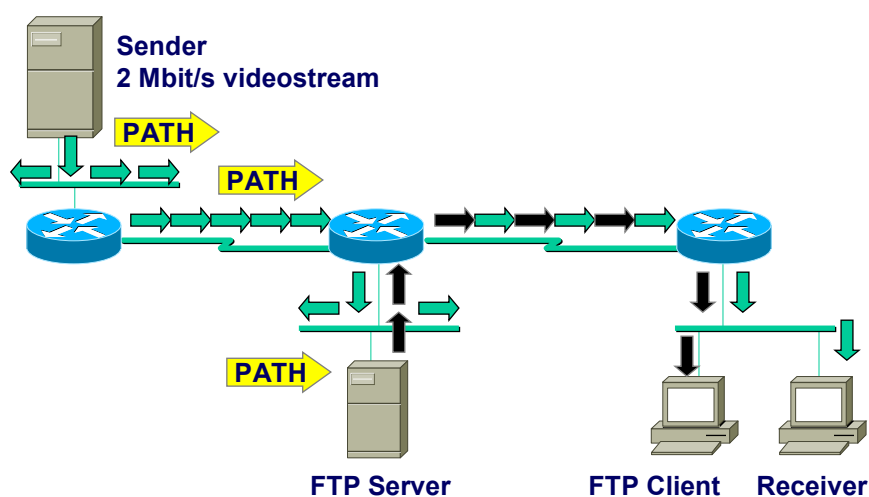 Sender
2 Mbit/s videostream
PATH
PATH
PATH
FTP Server
FTP Client
Receiver